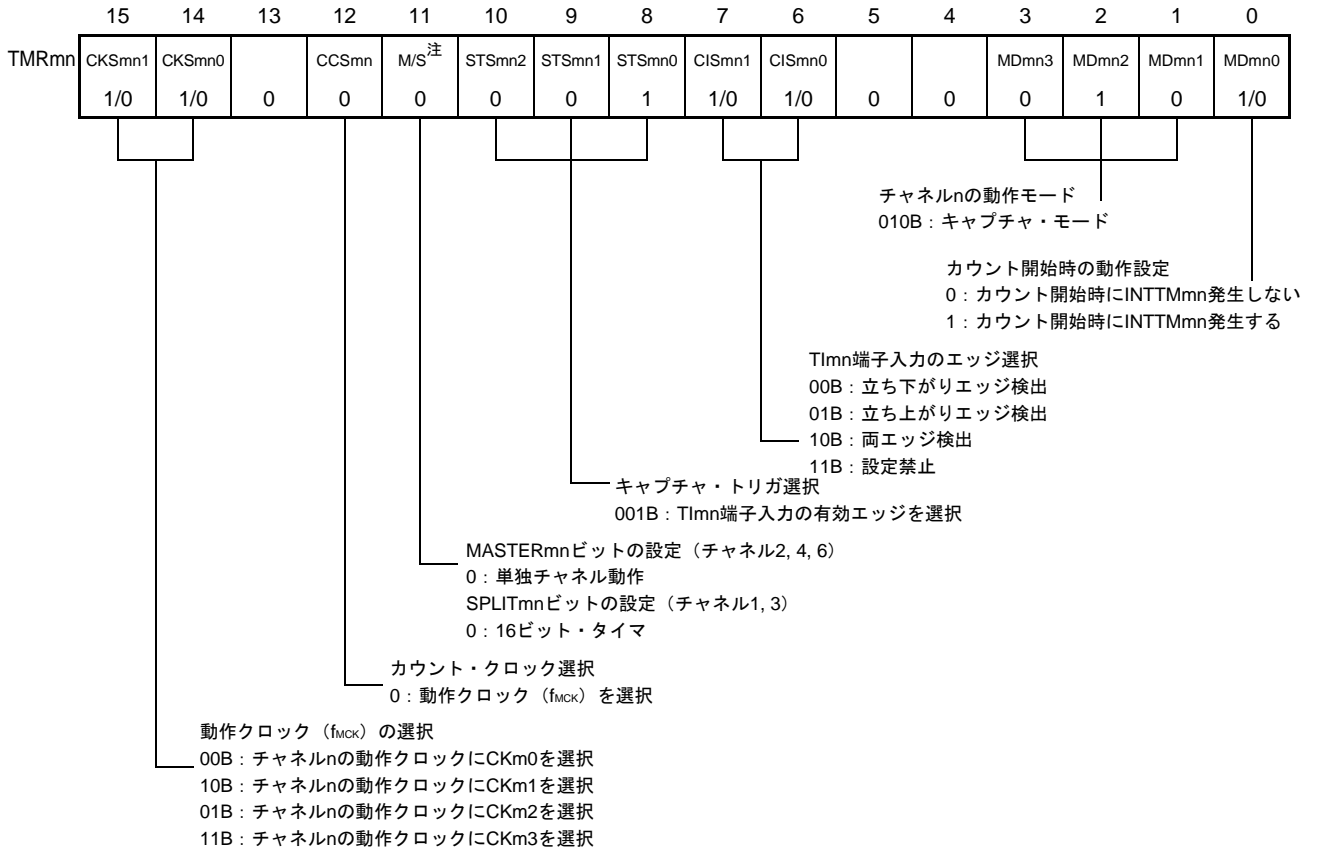 15 14 13 12 11 10 9 8 7 6 5 4 3 2 1 0
TMRmn CKSmn1 CKSmn0 CCSmn M/S注 STSmn2 STSmn1 STSmn0 CISmn1 CISmn0 MDmn3 MDmn2 MDmn1 MDmn0
1/0 1/0 0 0 0 0 0 1 1/0 1/0 0 0 0 1 0 1/0
チャネルnの動作モード
010B：キャプチャ・モード
カウント開始時の動作設定
0：カウント開始時にINTTMmn発生しない
1：カウント開始時にINTTMmn発生する
TImn端子入力のエッジ選択
00B：立ち下がりエッジ検出
01B：立ち上がりエッジ検出
10B：両エッジ検出
11B：設定禁止
キャプチャ・トリガ選択
001B：TImn端子入力の有効エッジを選択
MASTERmnビットの設定（チャネル2, 4, 6）
0：単独チャネル動作
SPLITmnビットの設定（チャネル1, 3）
0：16ビット・タイマ
カウント・クロック選択
0：動作クロック（fMCK）を選択
動作クロック（fMCK）の選択
00B：チャネルnの動作クロックにCKm0を選択
10B：チャネルnの動作クロックにCKm1を選択
01B：チャネルnの動作クロックにCKm2を選択
11B：チャネルnの動作クロックにCKm3を選択